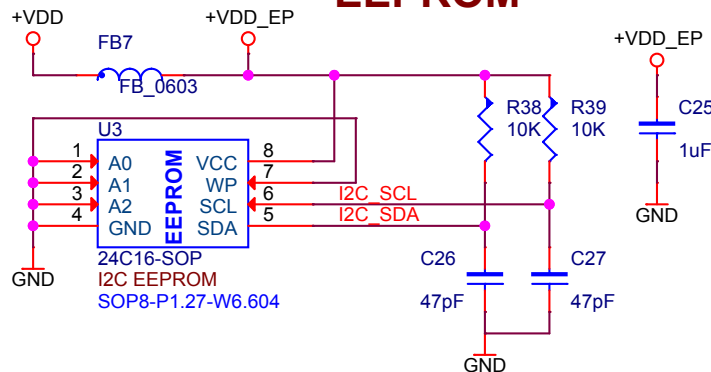 EEPROM
+VDD
+VDD_EP
FB7
FB_0603
+VDD_EP
R38
10K
R39
10K
C25
1uF
GND
U3
1 A0 VCC 8
2 A1 WP 7
3 A2 SCL 6 I2C_SCL
4 GND SDA 5 I2C_SDA
EEPROM
24C16-SOP
I2C EEPROM
SOP8-P1.27-W6.604
GND
C26
47pF
C27
47pF
GND